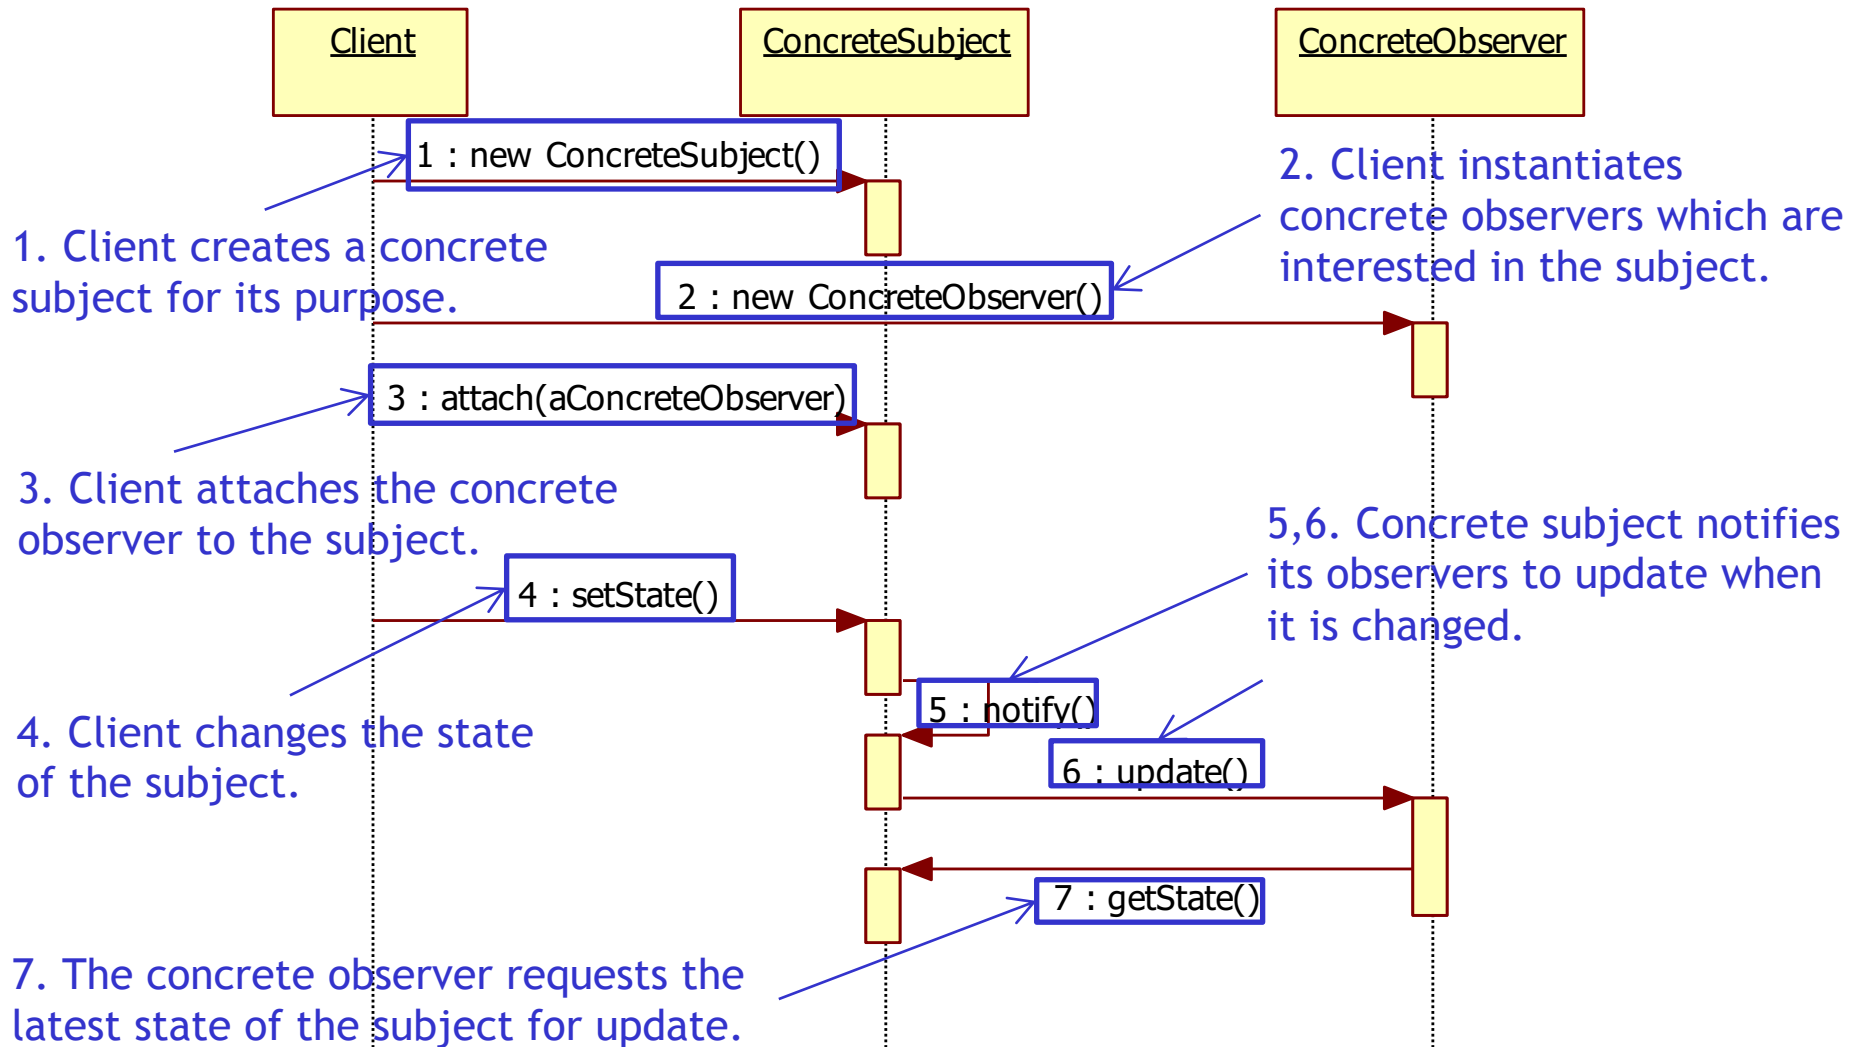 Client
ConcreteSubject
ConcreteObserver
1 : new ConcreteSubject()
2. Client instantiates
concrete observers which are
interested in the subject.
1. Client creates a concrete
subject for its purpose.
2 : new ConcreteObserver()
3 : attach(aConcreteObserver)
3. Client attaches the concrete
observer to the subject.
5,6. Concrete subject notifies
its observers to update when
it is changed.
4 : setState()
5 : notify()
4. Client changes the state
of the subject.
6 : update()
7 : getState()
7. The concrete observer requests the
latest state of the subject for update.